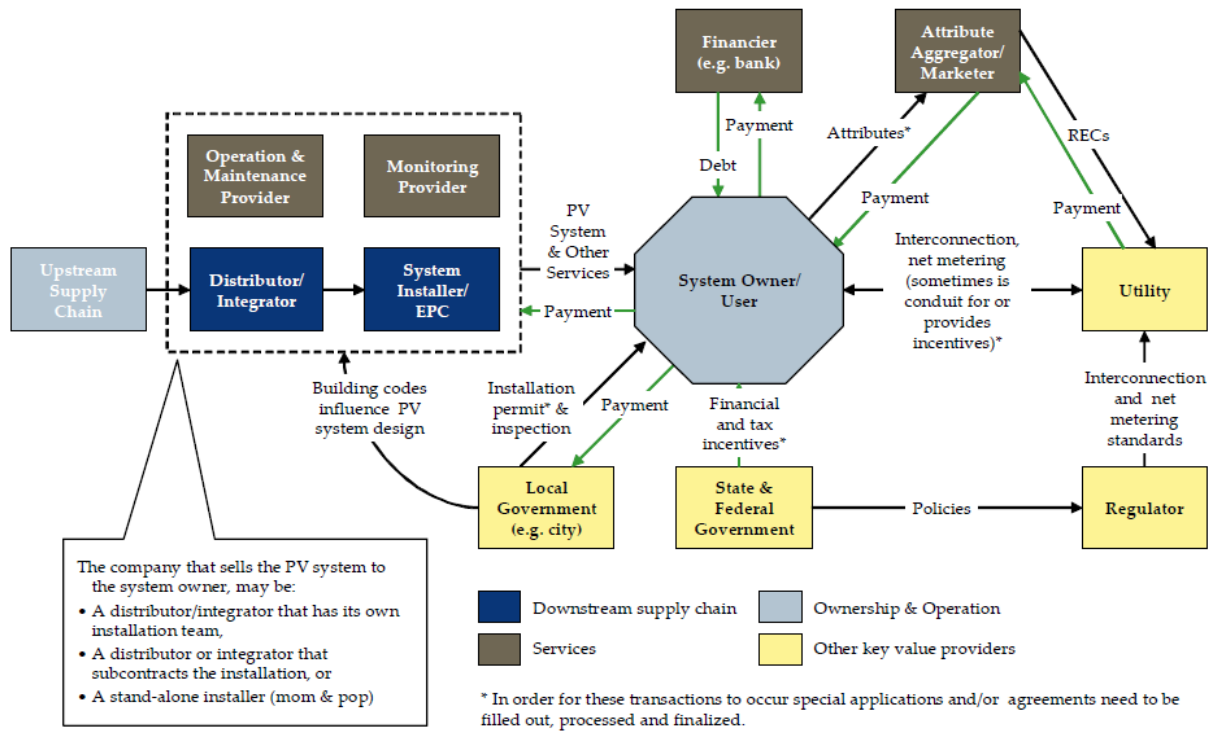 Financier
(e.g. bank)
Attribute
Aggregator/
Marketer
Payment
Debt
Attributes*
Payment
RECs
Payment
Operation &
Maintenance
Provider
Monitoring
Provider
Upstream
Supply
Chain
Distributor/
Integrator
System
Installer/
EPC
PV
System
& Other
Services
Payment
System Owner/
User
Interconnection,
net metering
(sometimes is
conduit for or
provides
incentives)*
Utility
Building codes
influence PV
system design
Installation
permit* &
inspection
Payment
Financial
and tax
incentives*
Interconnection
and net
metering
standards
Local
Government
(e.g. city)
State &
Federal
Government
Policies
Regulator
The company that sells the PV system to
the system owner, may be:
• A distributor/integrator that has its own
installation team,
• A distributor or integrator that
subcontracts the installation, or
• A stand-alone installer (mom & pop)
Downstream supply chain
Ownership & Operation
Services
Other key value providers
* In order for these transactions to occur special applications and/or agreements need to be
filled out, processed and finalized.